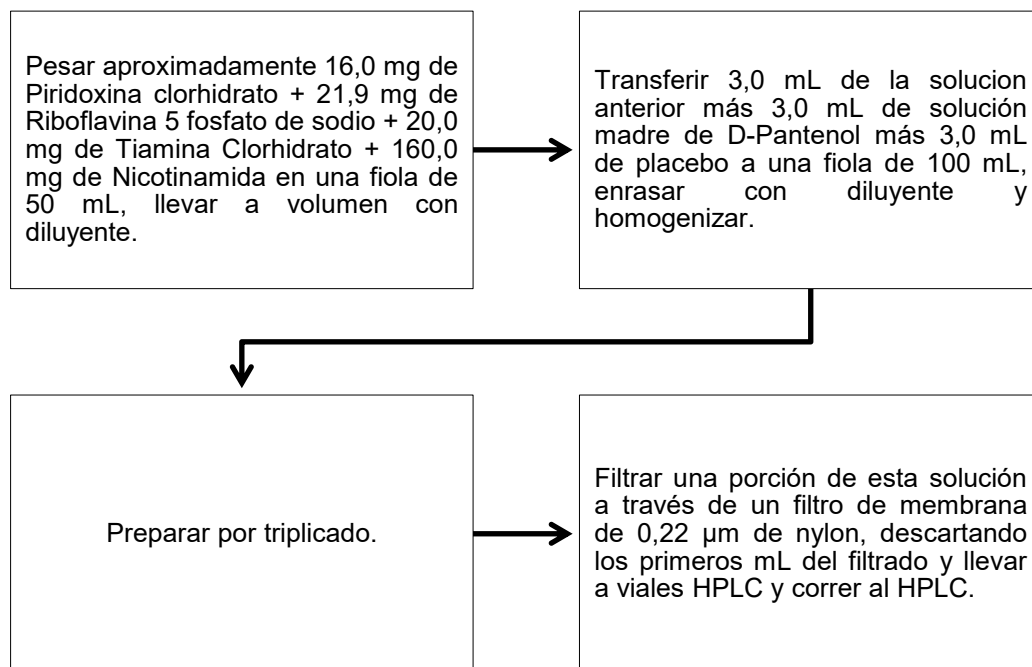 Pesar aproximadamente 16,0 mg de
Piridoxina clorhidrato + 21,9 mg de
Riboflavina 5 fosfato de sodio + 20,0
mg de Tiamina Clorhidrato + 160,0
mg de Nicotinamida en una fiola de
50 mL, llevar a volumen con
diluyente.
Transferir 3,0 mL de la solucion
anterior más 3,0 mL de solución
madre de D-Pantenol más 3,0 mL
de placebo a una fiola de 100 mL,
enrasar con diluyente y
homogenizar.
Preparar por triplicado.
Filtrar una porción de esta solución
a través de un filtro de membrana
de 0,22 µm de nylon, descartando
los primeros mL del filtrado y llevar
a viales HPLC y correr al HPLC.